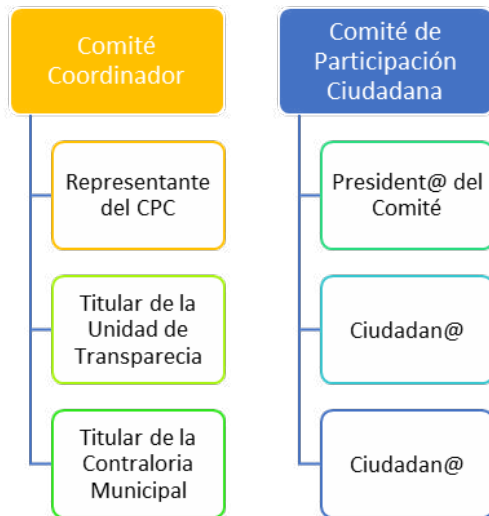 Comité
Coordinador
Representante
del CPC
Titular de la
Unidad de
Transparecia
Titular de la
Contraloria
Municipal
Comité de
Participación
Ciudadana
President@ del
Comité
Ciudadan@
Ciudadan@